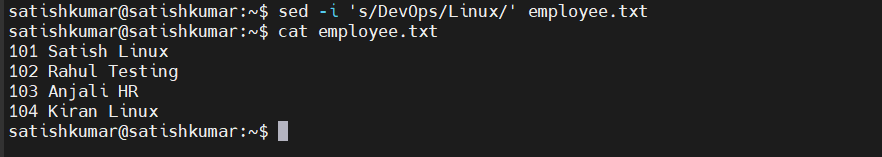 satishkumar@satishkumar:~$ sed -i 's/DevOps/Linux/' employee.txt
satishkumar@satishkumar:~$ cat employee.txt
101 Satish Linux
102 Rahul Testing
103 Anjali HR
104 Kiran Linux
satishkumar@satishkumar:~$